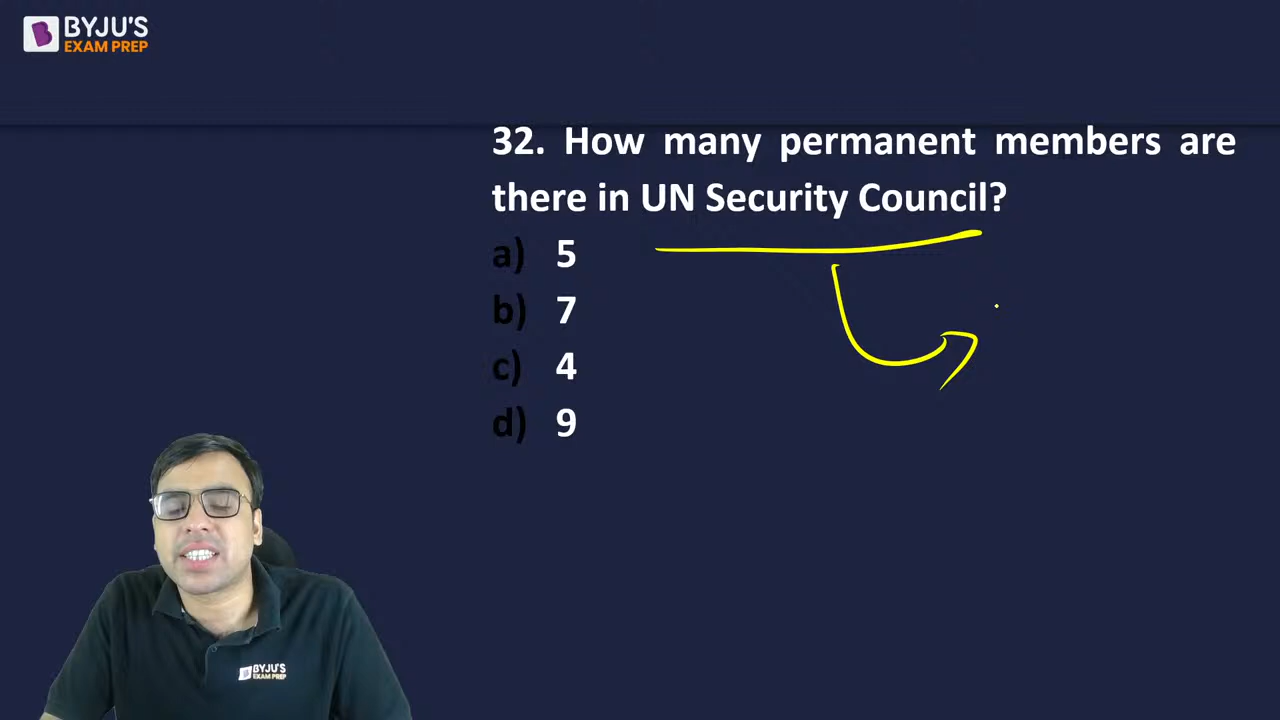 BYJU'S
EXAM PREP
32. How many permanent members are
there in UN Security Council?
a) 5
b) 7
c) 4
d) 9
BYJU'S
EXAM PREP